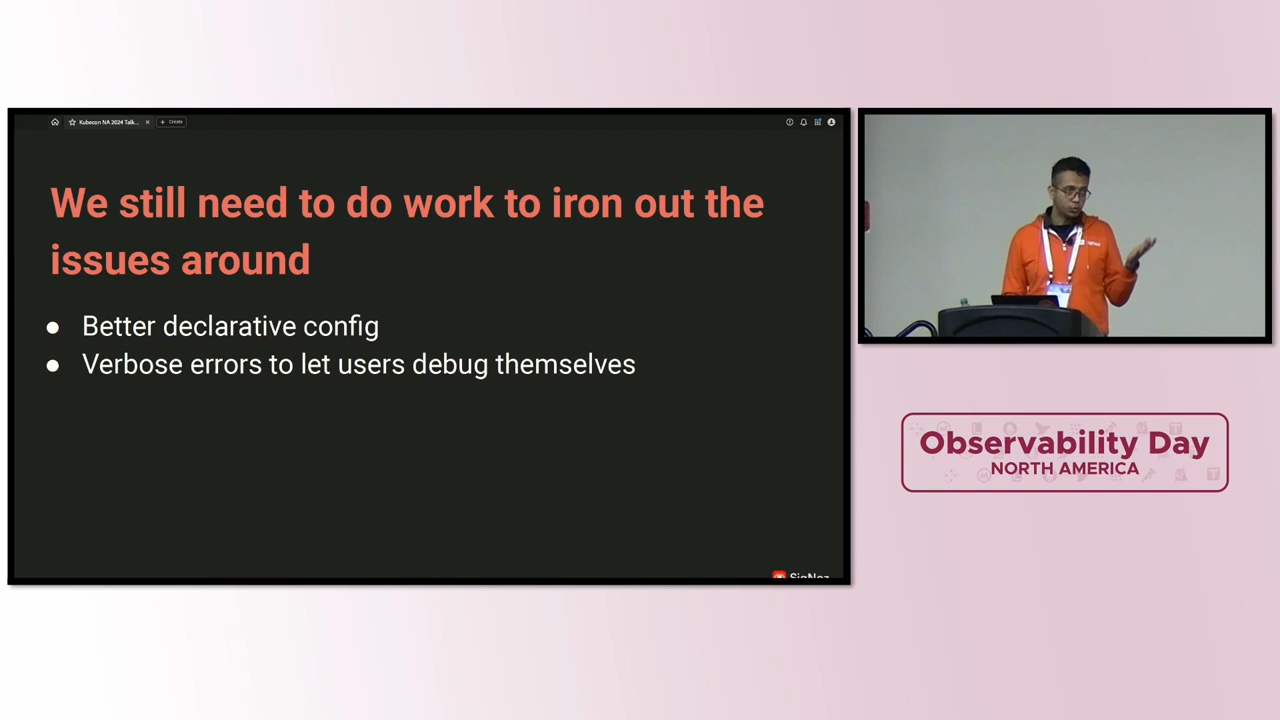 Kubecon NA 2024 Talk...
Create
We still need to do work to iron out the
issues around
● Better declarative config
● Verbose errors to let users debug themselves
SigNoz
Observability Day
NORTH AMERICA